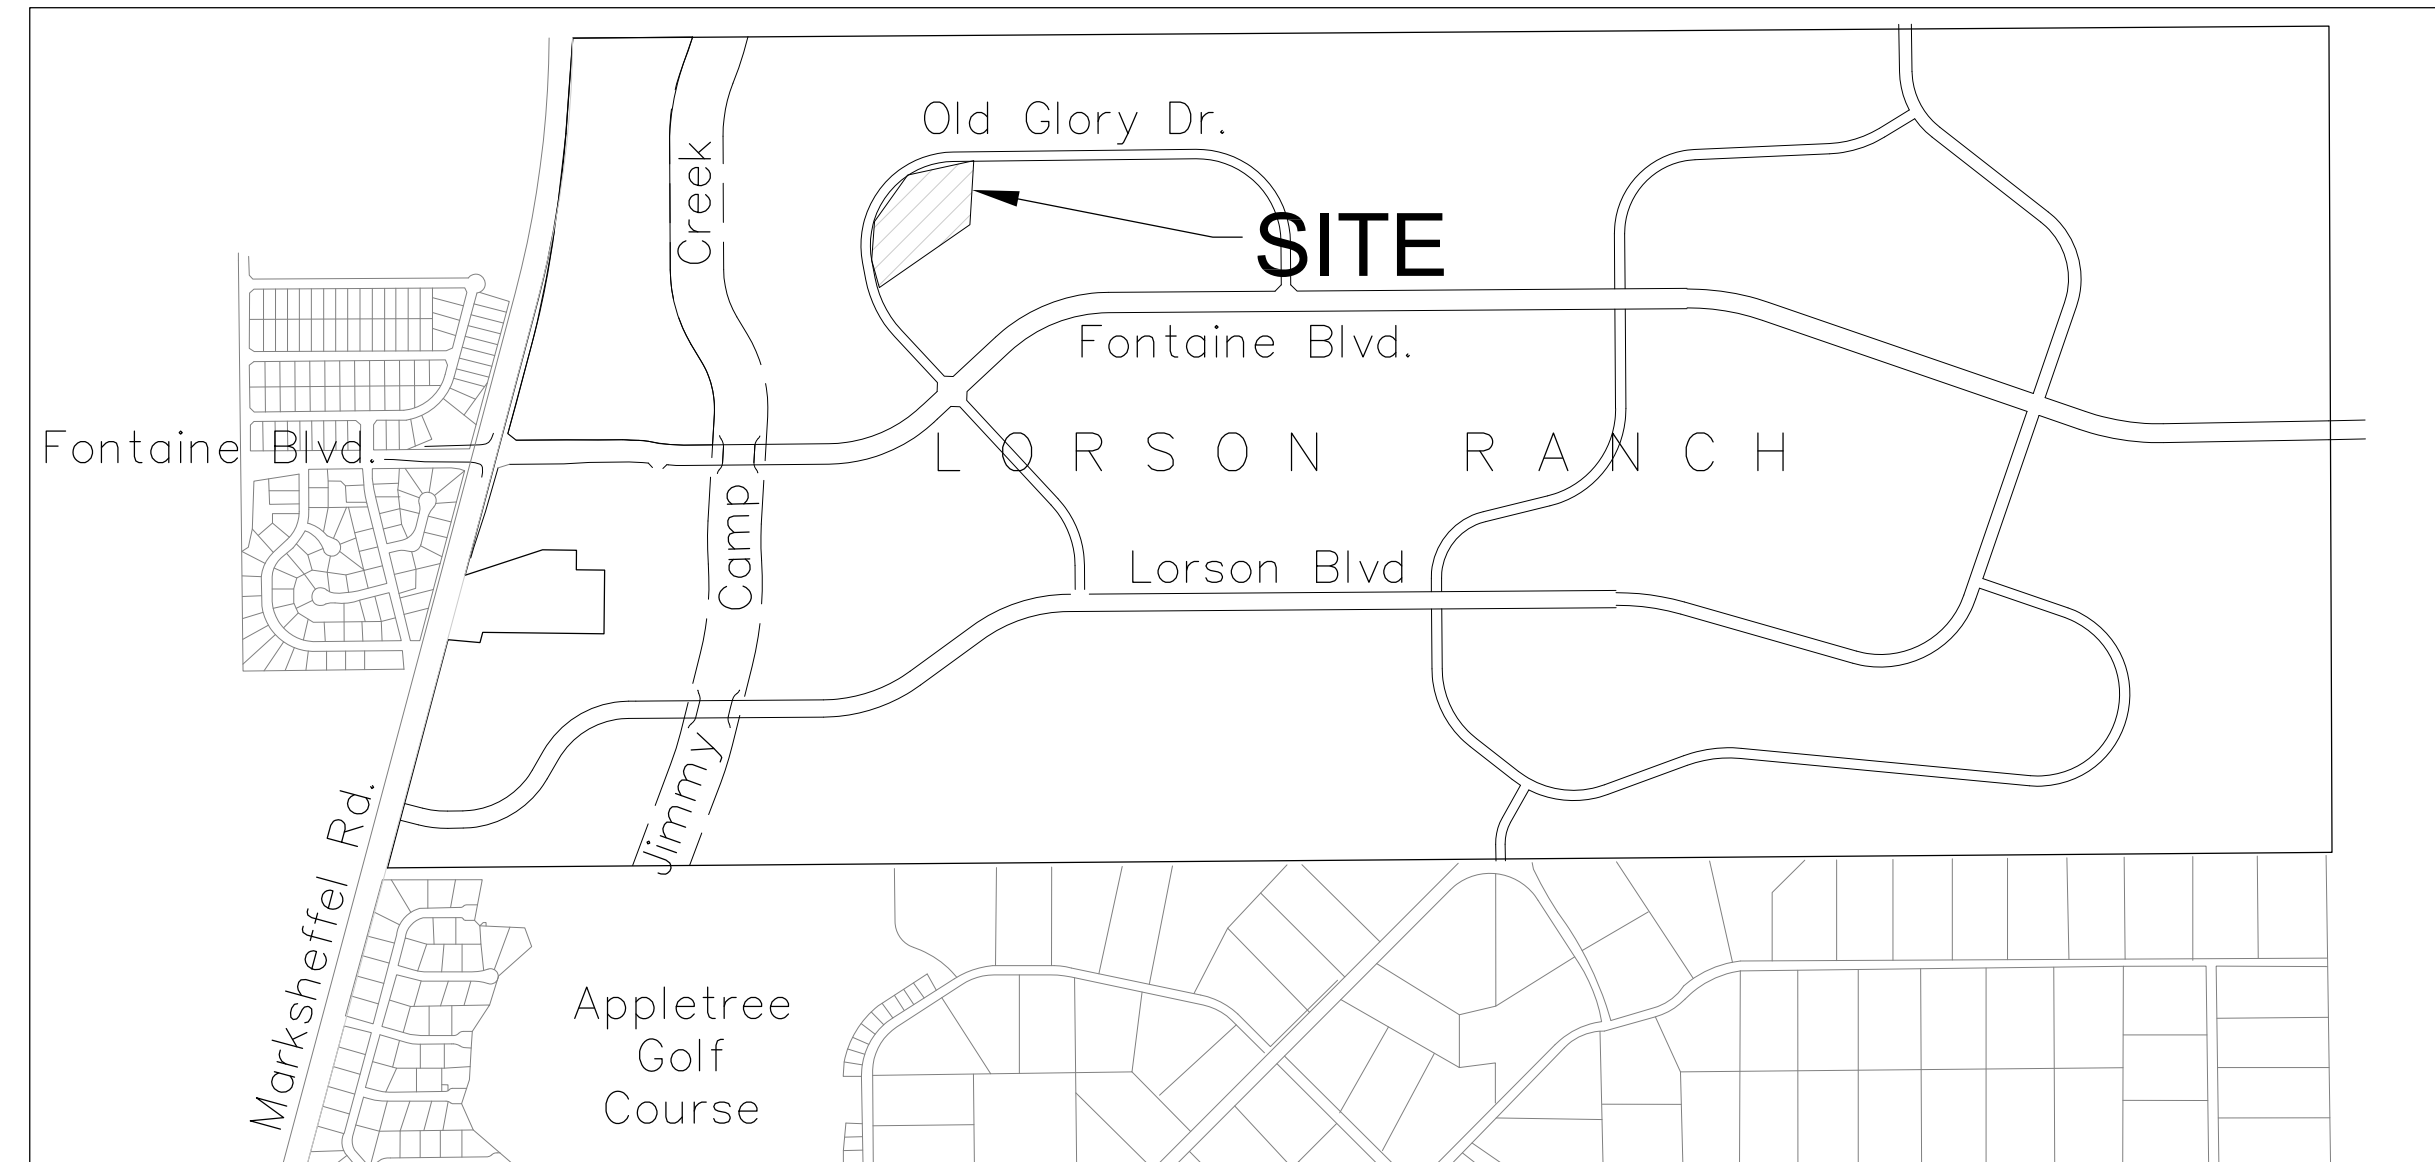 Old Glory Dr.
Creek
SITE
Fontaine Blvd.
Fontaine Blvd.
LORSON RANCH
Camp
Lorson Blvd
Jimmy
Marksheffel Rd.
Appletree
Golf
Course